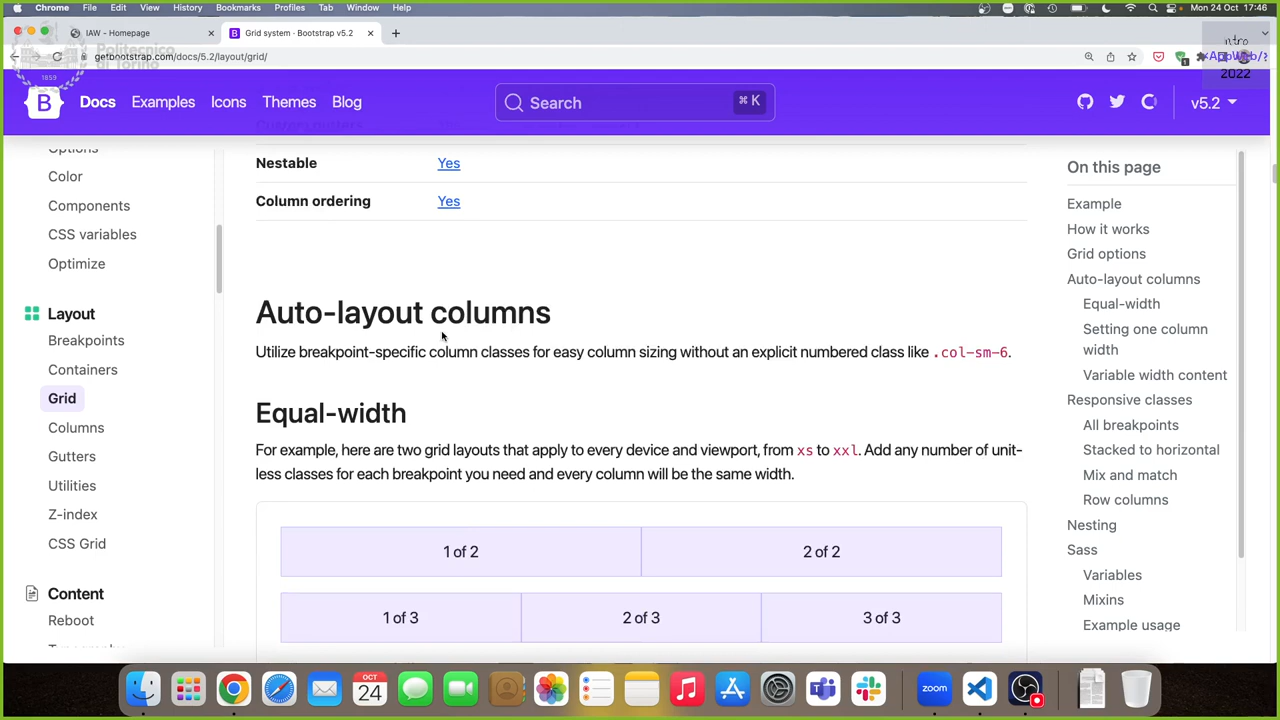 Chrome File Edit View History Bookmarks Profiles Tab Window Help Mon 24 Oct 17:46
IAW - Homepage Grid system · Bootstrap v5.2
getbootstrap.com/docs/5.2/layout/grid/
Politecnico
di Torino
1859
ntro
<AppWeb/>
2022
B Docs Examples Icons Themes Blog Search ⌘ K v5.2
Options
Color
Components
CSS variables
Optimize
Layout
Breakpoints
Containers
Grid
Columns
Gutters
Utilities
Z-index
CSS Grid
Content
Reboot
Nestable Yes
Column ordering Yes
Auto-layout columns
Utilize breakpoint-specific column classes for easy column sizing without an explicit numbered class like .col-sm-6.
Equal-width
For example, here are two grid layouts that apply to every device and viewport, from xs to xxl. Add any number of unit-
less classes for each breakpoint you need and every column will be the same width.
1 of 2 2 of 2
1 of 3 2 of 3 3 of 3
On this page
Example
How it works
Grid options
Auto-layout columns
Equal-width
Setting one column
width
Variable width content
Responsive classes
All breakpoints
Stacked to horizontal
Mix and match
Row columns
Nesting
Sass
Variables
Mixins
Example usage
OCT
24
zoom